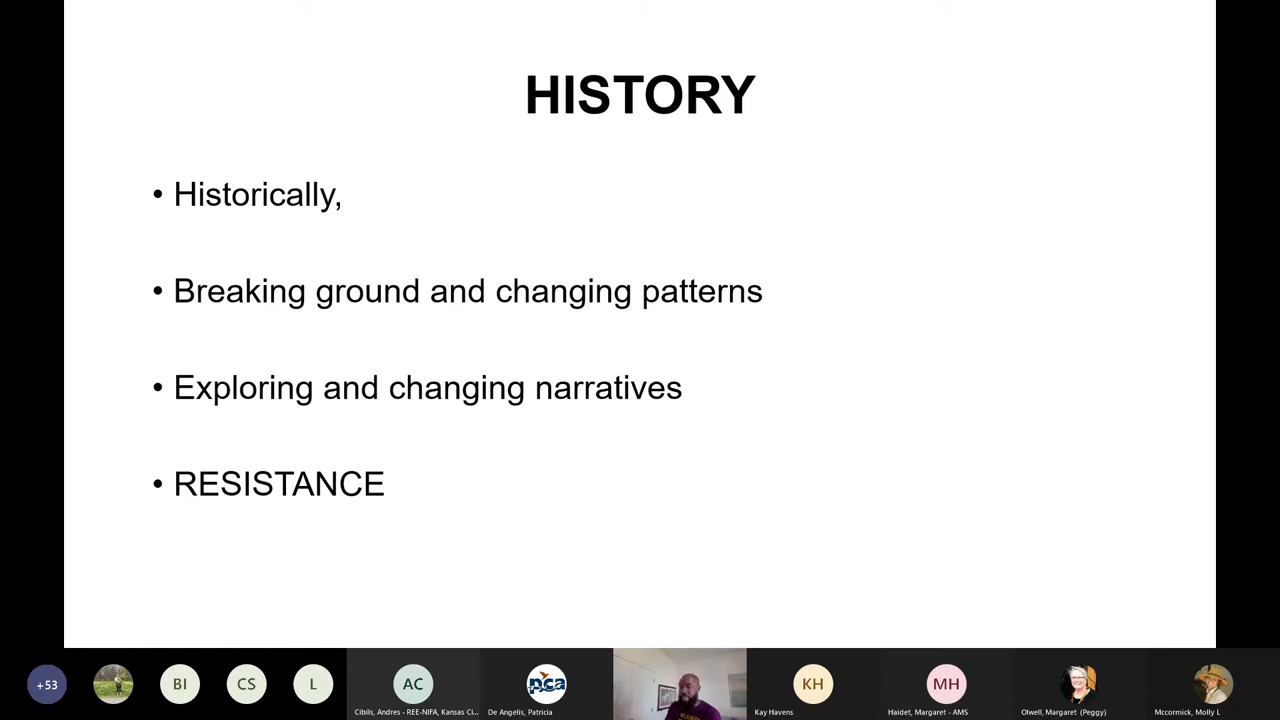 HISTORY
• Historically,
• Breaking ground and changing patterns
• Exploring and changing narratives
• RESISTANCE
+53
BI
CS
L
AC
pca
KH
MH
Cibils, Andres - REE-NIFA, Kansas Ci...
De Angelis, Patricia
Kay Havens
Haidet, Margaret - AMS
Olwell, Margaret (Peggy)
Mccormick, Molly L